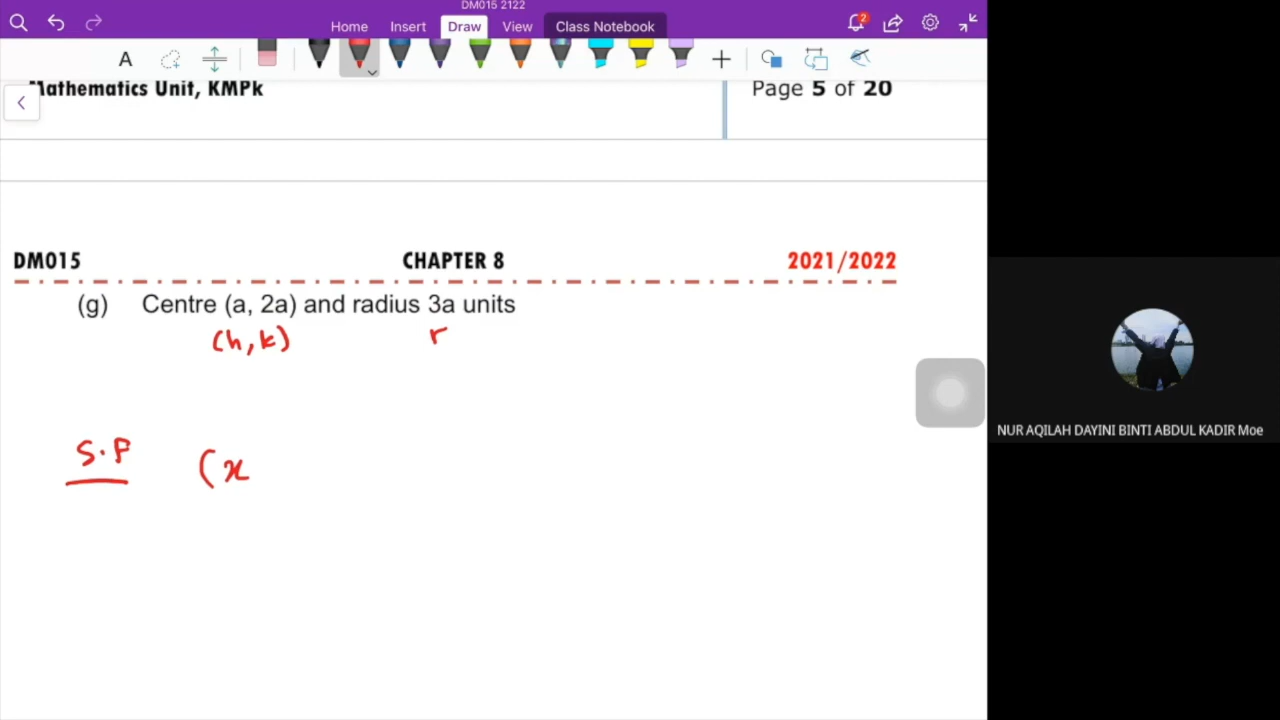 DM015 2122
Home Insert Draw View Class Notebook
2
A
Mathematics Unit, KMPk
Page 5 of 20
DM015 CHAPTER 8 2021/2022
(g) Centre (a, 2a) and radius 3a units
(h, k) r
S.F (x
NUR AQILAH DAYINI BINTI ABDUL KADIR Moe